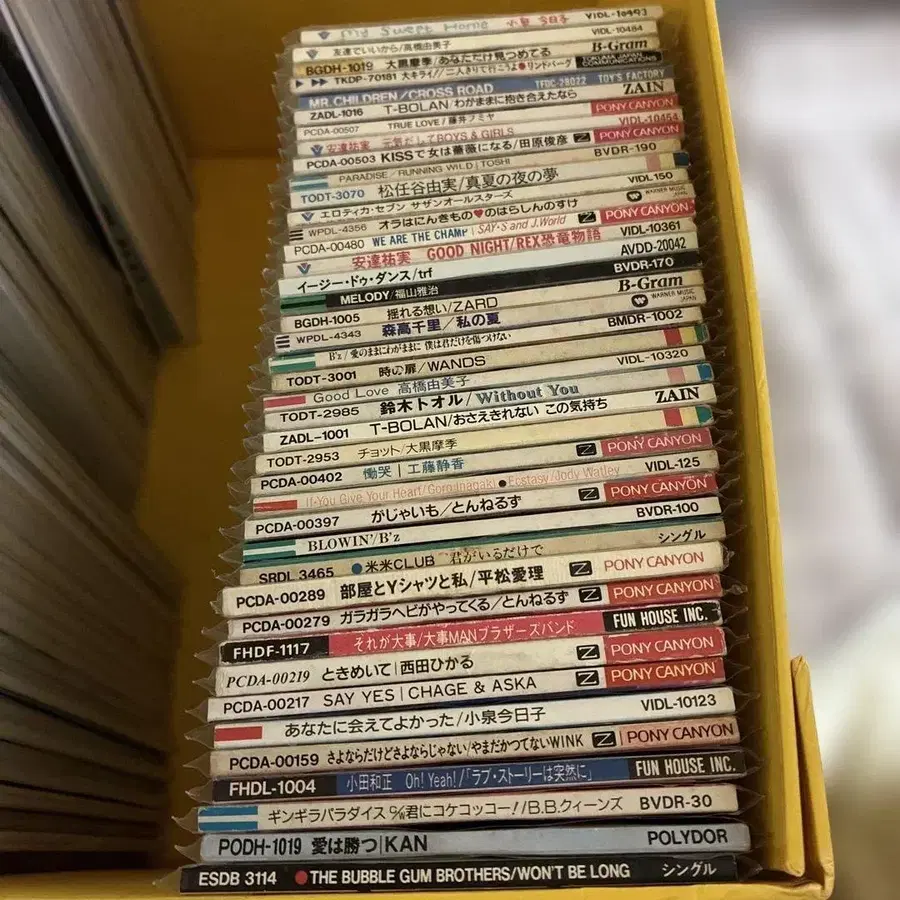 My Sweet Home 小泉今日子 VIDL-10493
友達でいいから/高橋由美子 VIDL-10484
BGDH-1019 大黒摩季/あなただけ見つめてる B-Gram
TKDP-70181 大キライ!/二人きりで行こうよ●リンドバーグ TOKUMA JAPAN COMMUNICATIONS
MR.CHILDREN/CROSS ROAD TFDC-28022 TOY'S FACTORY
ZADL-1016 T-BOLAN/わがままに抱き合えたなら ZAIN
PCDA-00507 TRUE LOVE/藤井フミヤ PONY CANYON
安達祐実 元気だしてBOYS & GIRLS VIDL-10454
PCDA-00503 KISSで女は薔薇になる/田原俊彦 PONY CANYON
PARADISE/RUNNING WILD|TOSHI BVDR-190
TODT-3070 松任谷由実/真夏の夜の夢
エロティカ・セブン サザンオールスターズ VIDL150
WPDL-4356 オラはにんきもの♥のはらしんのすけ WARNER MUSIC JAPAN
PCDA-00480 WE ARE THE CHAMP|SAY・S and J.World PONY CANYON
安達祐実 GOOD NIGHT/REX恐竜物語 VIDL-10361
イージー・ドゥ・ダンス/trf AVDD-20042
MELODY/福山雅治 BVDR-170
BGDH-1005 揺れる想い/ZARD B-Gram
WPDL-4343 森高千里/私の夏 WARNER MUSIC JAPAN
B'z/愛のままにわがままに 僕は君だけを傷つけない BMDR-1002
TODT-3001 時の扉/WANDS
Good Love 高橋由美子 VIDL-10320
TODT-2985 鈴木トオル/Without You
ZADL-1001 T-BOLAN/おさえきれない この気持ち ZAIN
TODT-2953 チョット/大黒摩季
PCDA-00402 慟哭|工藤静香 PONY CANYON
If You Give Your Heart/Goro Inagaki●Ecstasy/Jody Watley VIDL-125
PCDA-00397 がじゃいも/とんねるず PONY CANYON
BLOWIN'/B'z BVDR-100
SRDL 3465 ●米米CLUB 君がいるだけで シングル
PCDA-00289 部屋とYシャツと私/平松愛理 PONY CANYON
PCDA-00279 ガラガラヘビがやってくる/とんねるず PONY CANYON
FHDF-1117 それが大事/大事MANブラザーズバンド FUN HOUSE INC.
PCDA-00219 ときめいて|西田ひかる PONY CANYON
PCDA-00217 SAY YES|CHAGE & ASKA PONY CANYON
あなたに会えてよかった/小泉今日子 VIDL-10123
PCDA-00159 さよならだけどさよならじゃない/やまだかつてないWINK PONY CANYON
FHDL-1004 小田和正 Oh! Yeah!/「ラブ・ストーリーは突然に」 FUN HOUSE INC.
ギンギラパラダイス C/W君にコケコッコー!/B.B.クィーンズ BVDR-30
PODH-1019 愛は勝つ|KAN POLYDOR
ESDB 3114 ●THE BUBBLE GUM BROTHERS/WON'T BE LONG シングル